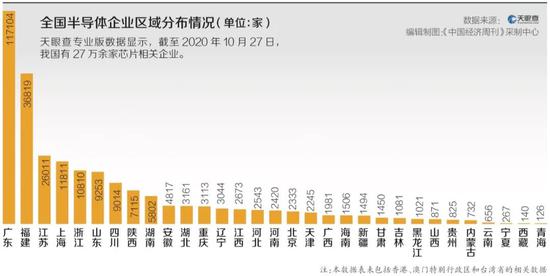 全国半导体企业区域分布情况(单位:家)
天眼查专业版数据显示,截至2020年10月27日,
我国有27万余家芯片相关企业。
数据来源: 天眼查
编辑制图:《中国经济周刊》采制中心
117104
36819
26011
11811
10810
9253
9014
7115
5802
4817
3161
3113
3044
2673
2543
2420
2333
2245
1981
1506
1494
1450
1081
1021
871
825
732
656
267
140
126
广东
福建
江苏
上海
浙江
山东
四川
陕西
湖南
安徽
湖北
重庆
辽宁
江西
河北
河南
北京
天津
广西
海南
新疆
甘肃
吉林
黑龙江
山西
贵州
内蒙古
云南
宁夏
西藏
青海
注:本数据表未包括香港、澳门特别行政区和台湾省的相关数据